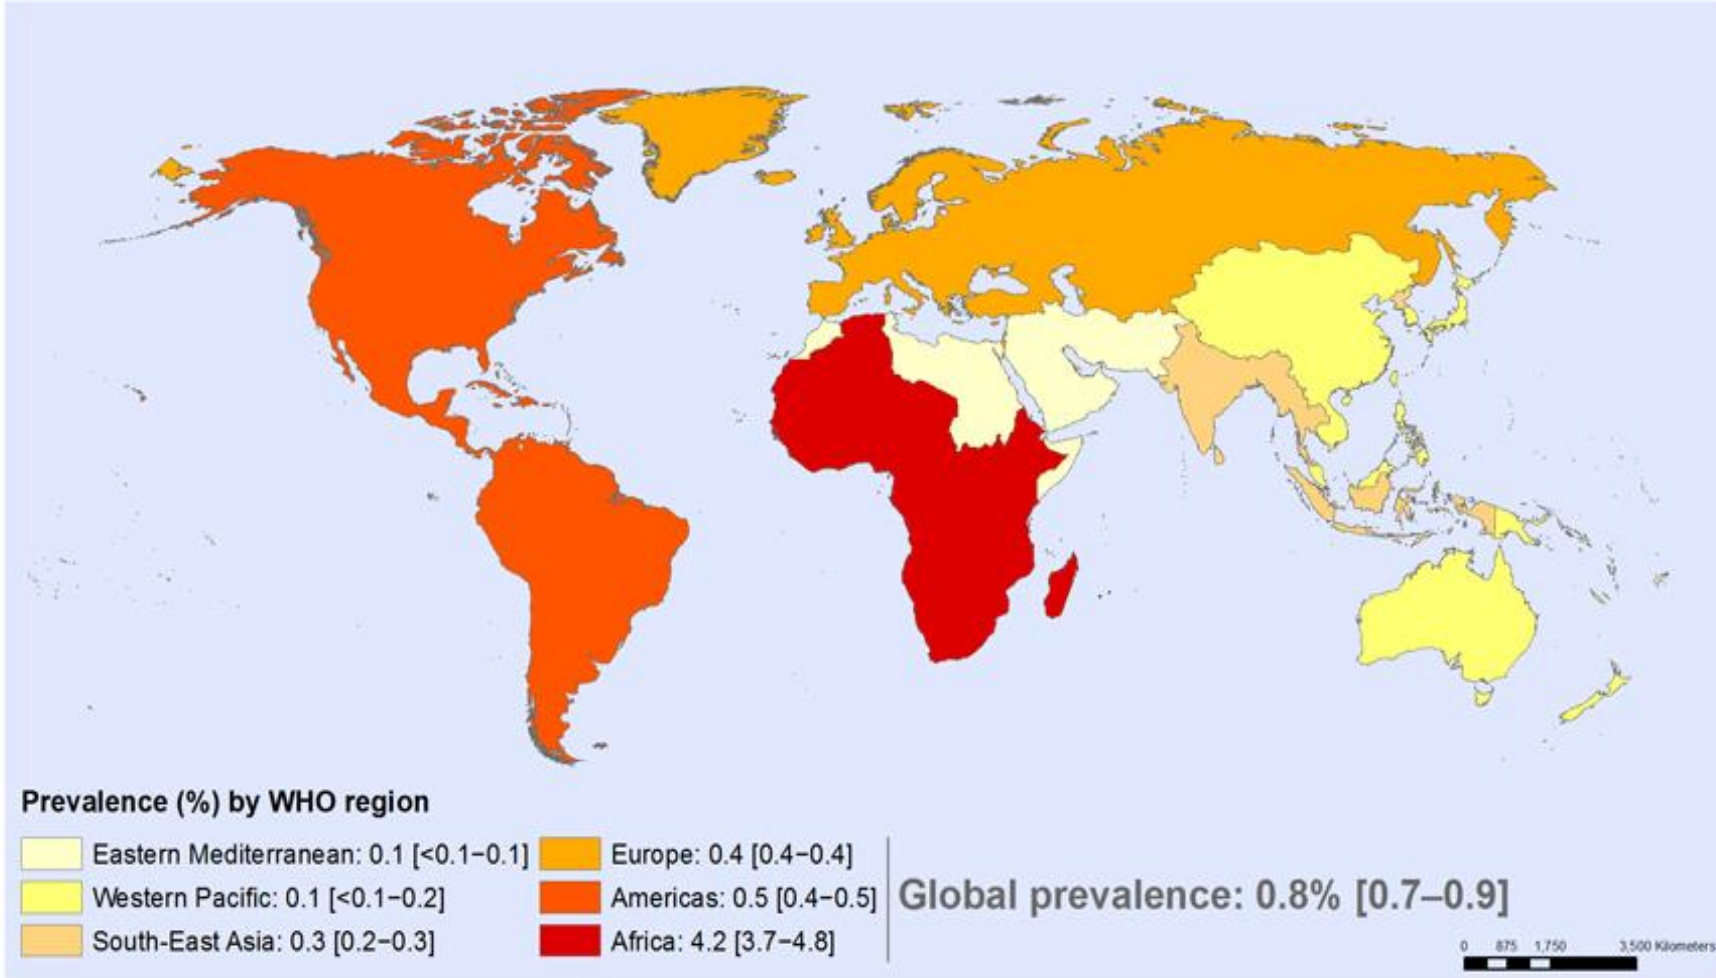 Prevalence (%) by WHO region
Eastern Mediterranean: 0.1 [<0.1–0.1]
Western Pacific: 0.1 [<0.1–0.2]
South-East Asia: 0.3 [0.2–0.3]
Europe: 0.4 [0.4–0.4]
Americas: 0.5 [0.4–0.5]
Africa: 4.2 [3.7–4.8]
Global prevalence: 0.8% [0.7–0.9]
0 875 1,750 3,500 Kilometers